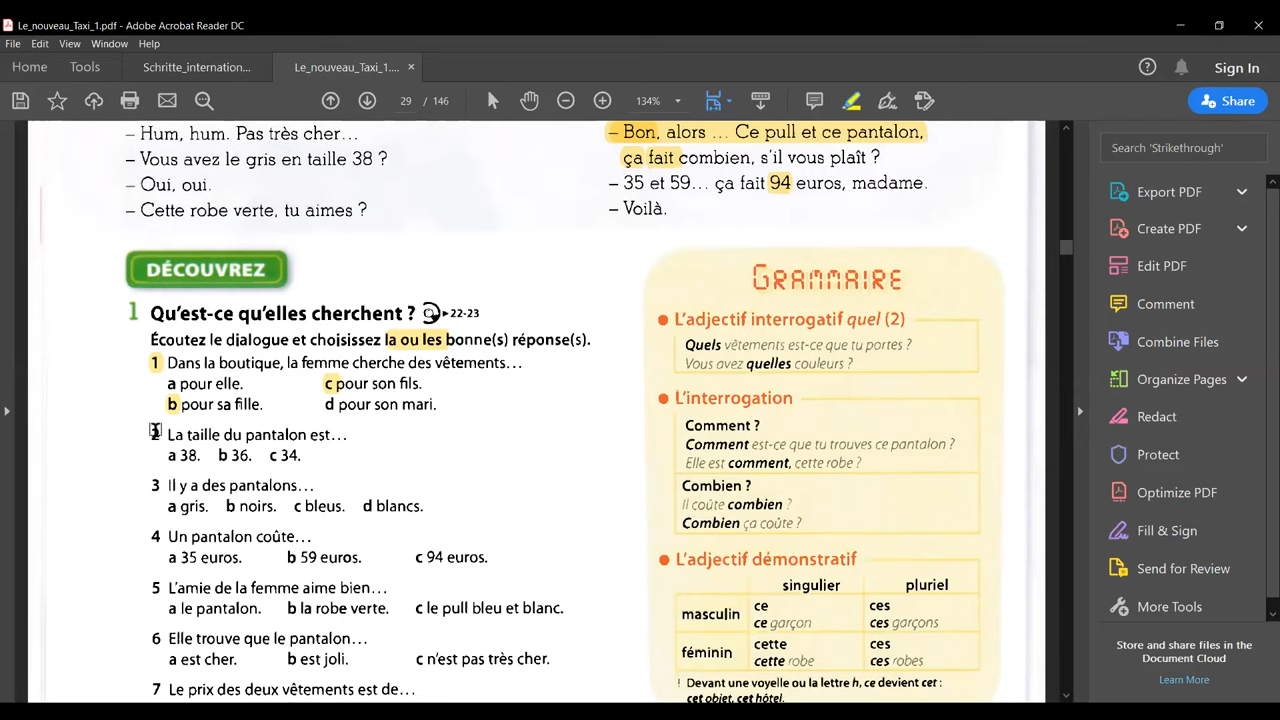 Le_nouveau_Taxi_1.pdf - Adobe Acrobat Reader DC
File Edit View Window Help
Home Tools Schritte_internation... Le_nouveau_Taxi_1.... ×
Sign In
29 / 146
134%
Share
– Hum, hum. Pas très cher...
– Vous avez le gris en taille 38 ?
– Oui, oui.
– Cette robe verte, tu aimes ?
– Bon, alors ... Ce pull et ce pantalon,
ça fait combien, s'il vous plaît ?
– 35 et 59... ça fait 94 euros, madame.
– Voilà.
DÉCOUVREZ
1 Qu'est-ce qu'elles cherchent ? 22-23
Écoutez le dialogue et choisissez la ou les bonne(s) réponse(s).
1 Dans la boutique, la femme cherche des vêtements...
a pour elle. c pour son fils.
b pour sa fille. d pour son mari.
2 La taille du pantalon est...
a 38. b 36. c 34.
3 Il y a des pantalons...
a gris. b noirs. c bleus. d blancs.
4 Un pantalon coûte...
a 35 euros. b 59 euros. c 94 euros.
5 L'amie de la femme aime bien...
a le pantalon. b la robe verte. c le pull bleu et blanc.
6 Elle trouve que le pantalon...
a est cher. b est joli. c n'est pas très cher.
7 Le prix des deux vêtements est de...
GRAMMAIRE
● L'adjectif interrogatif quel (2)
Quels vêtements est-ce que tu portes ?
Vous avez quelles couleurs ?
● L'interrogation
Comment ?
Comment est-ce que tu trouves ce pantalon ?
Elle est comment, cette robe ?
Combien ?
Il coûte combien ?
Combien ça coûte ?
● L'adjectif démonstratif
singulier pluriel
masculin ce ces
ce garçon ces garçons
féminin cette ces
cette robe ces robes
! Devant une voyelle ou la lettre h, ce devient cet :
cet objet, cet hôtel.
Search 'Strikethrough'
Export PDF
Create PDF
Edit PDF
Comment
Combine Files
Organize Pages
Redact
Protect
Optimize PDF
Fill & Sign
Send for Review
More Tools
Store and share files in the
Document Cloud
Learn More